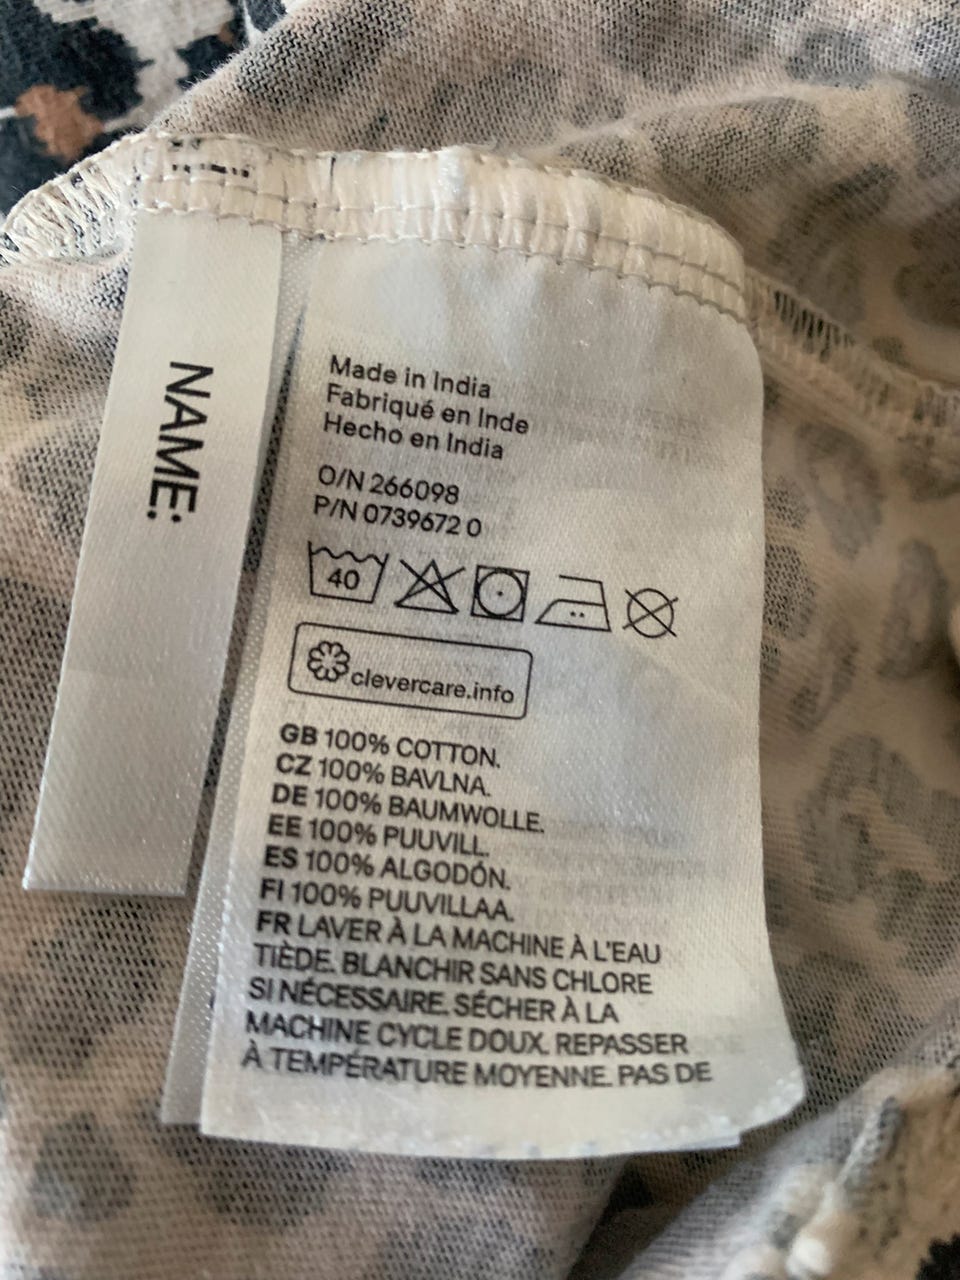 NAME:
Made in India
Fabriqué en Inde
Hecho en India
O/N 266098
P/N 0739672 0
40
clevercare.info
GB 100% COTTON.
CZ 100% BAVLNA.
DE 100% BAUMWOLLE.
EE 100% PUUVILL.
ES 100% ALGODÓN.
FI 100% PUUVILLAA.
FR LAVER À LA MACHINE À L'EAU
TIÈDE. BLANCHIR SANS CHLORE
SI NÉCESSAIRE. SÉCHER À LA
MACHINE CYCLE DOUX. REPASSER
À TEMPÉRATURE MOYENNE. PAS DE